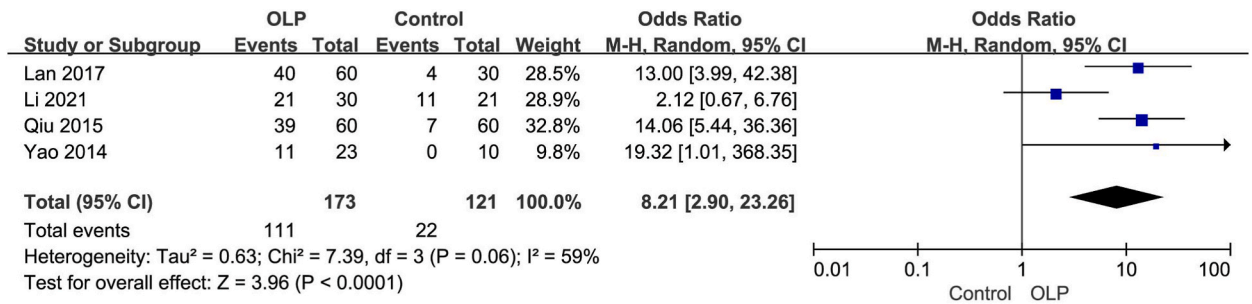 OLP Control Odds Ratio Odds Ratio
Study or Subgroup Events Total Events Total Weight M-H, Random, 95% CI M-H, Random, 95% CI
Lan 2017 40 60 4 30 28.5% 13.00 [3.99, 42.38]
Li 2021 21 30 11 21 28.9% 2.12 [0.67, 6.76]
Qiu 2015 39 60 7 60 32.8% 14.06 [5.44, 36.36]
Yao 2014 11 23 0 10 9.8% 19.32 [1.01, 368.35]
Total (95% CI) 173 121 100.0% 8.21 [2.90, 23.26]
Total events 111 22
Heterogeneity: Tau² = 0.63; Chi² = 7.39, df = 3 (P = 0.06); I² = 59%
Test for overall effect: Z = 3.96 (P < 0.0001)
0.01 0.1 1 10 100
Control OLP